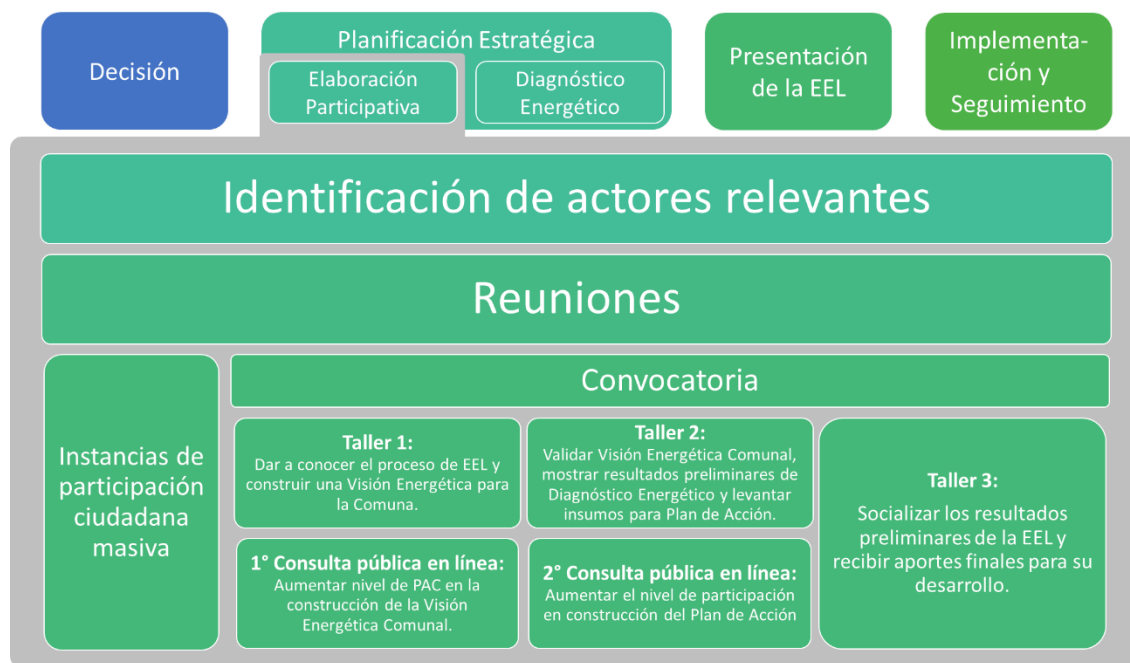 Decisión
Planificación Estratégica
Elaboración
Participativa
Diagnóstico
Energético
Presentación
de la EEL
Implementa-
ción y
Seguimiento
Identificación de actores relevantes
Reuniones
Instancias de
participación
ciudadana
masiva
Convocatoria
Taller 1:
Dar a conocer el proceso de EEL y
construir una Visión Energética para
la Comuna.
Taller 2:
Validar Visión Energética Comunal,
mostrar resultados preliminares de
Diagnóstico Energético y levantar
insumos para Plan de Acción.
Taller 3:
Socializar los resultados
preliminares de la EEL y
recibir aportes finales para su
desarrollo.
1° Consulta pública en línea:
Aumentar nivel de PAC en la
construcción de la Visión
Energética Comunal.
2° Consulta pública en línea:
Aumentar el nivel de participación
en construcción del Plan de Acción